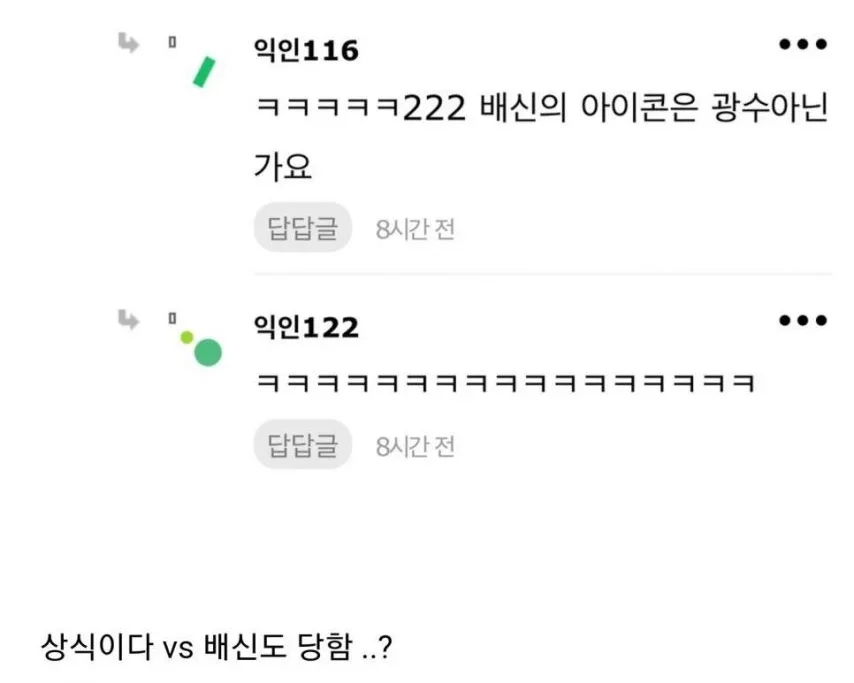 익인116
ㅋㅋㅋㅋㅋ222 배신의 아이콘은 광수아닌
가요
답답글 8시간 전
익인122
ㅋㅋㅋㅋㅋㅋㅋㅋㅋㅋㅋㅋㅋㅋㅋㅋㅋ
답답글 8시간 전
상식이다 vs 배신도 당함 ..?